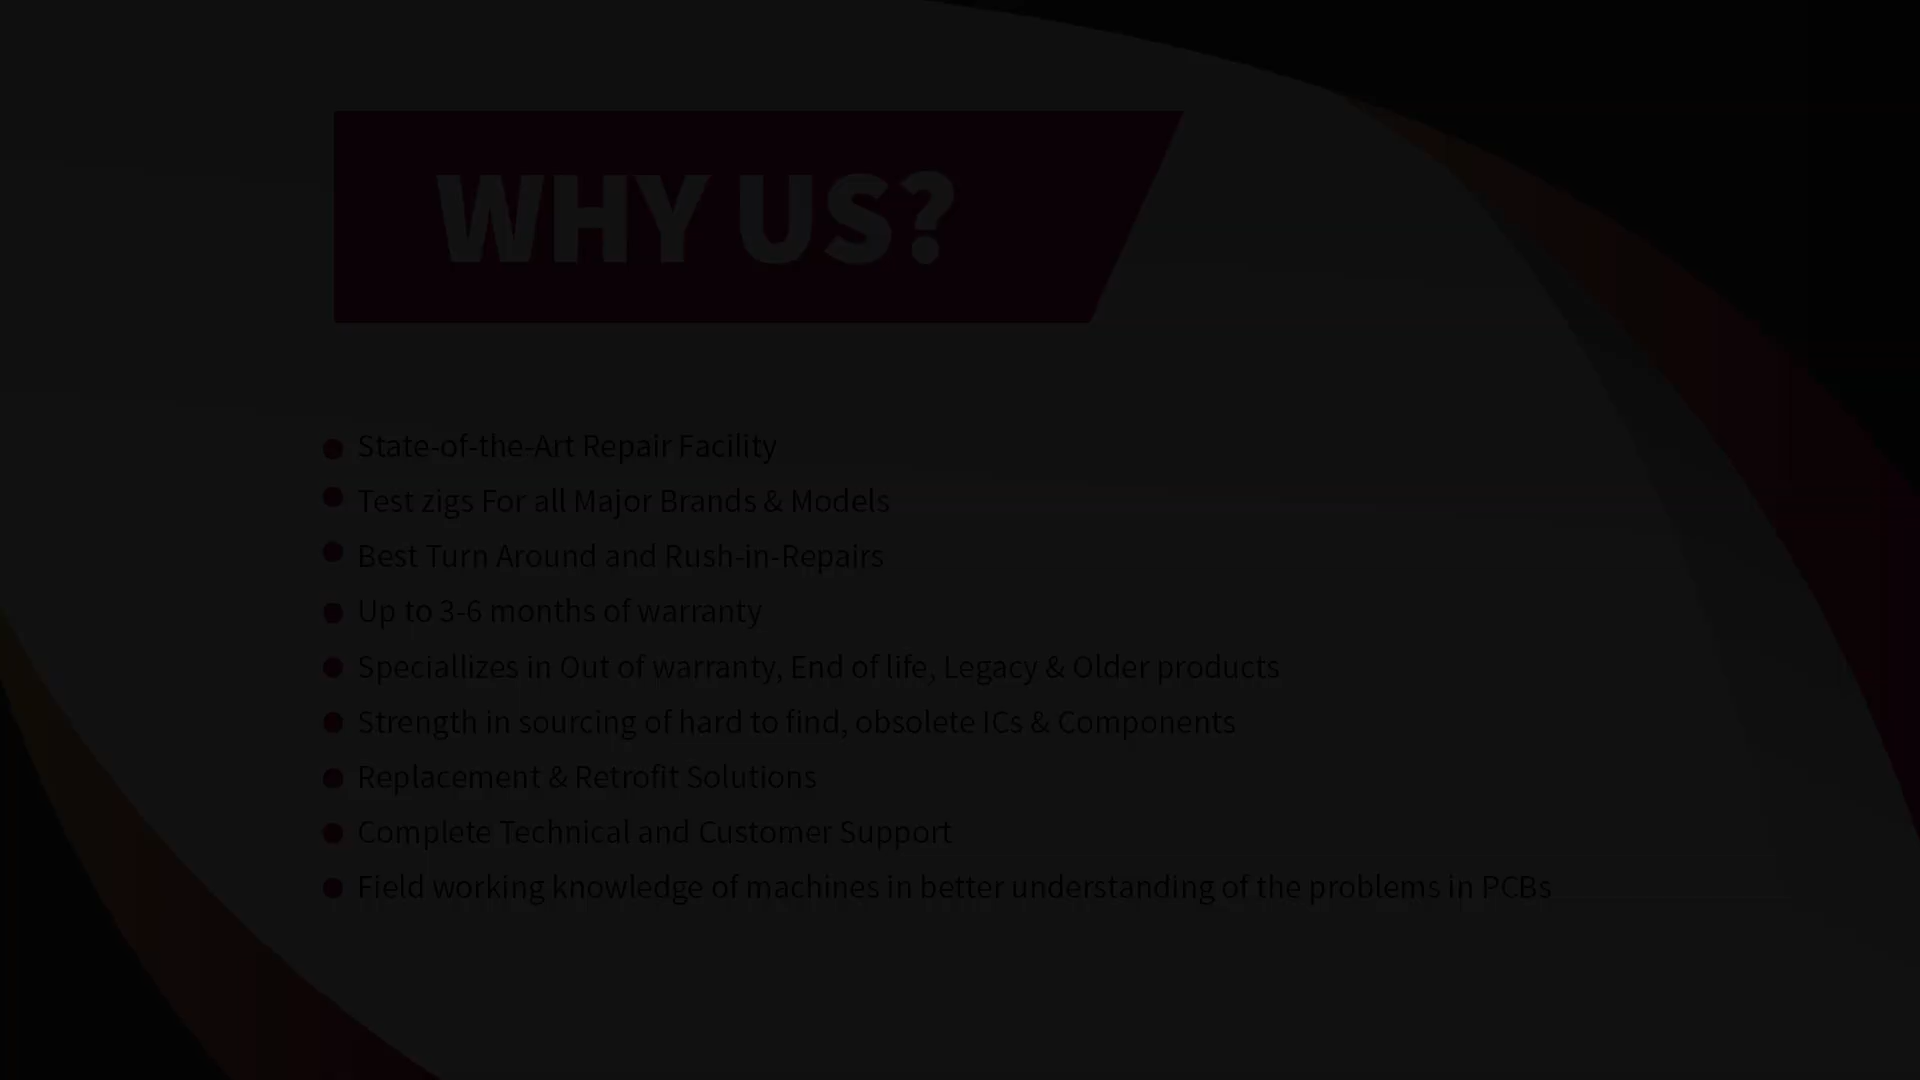 WHY US?
State-of-the-Art Repair Facility
Test zigs For all Major Brands & Models
Best Turn Around and Rush-in-Repairs
Up to 3-6 months of warranty
Speciallizes in Out of warranty, End of life, Legacy & Older products
Strength in sourcing of hard to find, obsolete ICs & Components
Replacement & Retrofit Solutions
Complete Technical and Customer Support
Field working knowledge of machines in better understanding of the problems in PCBs